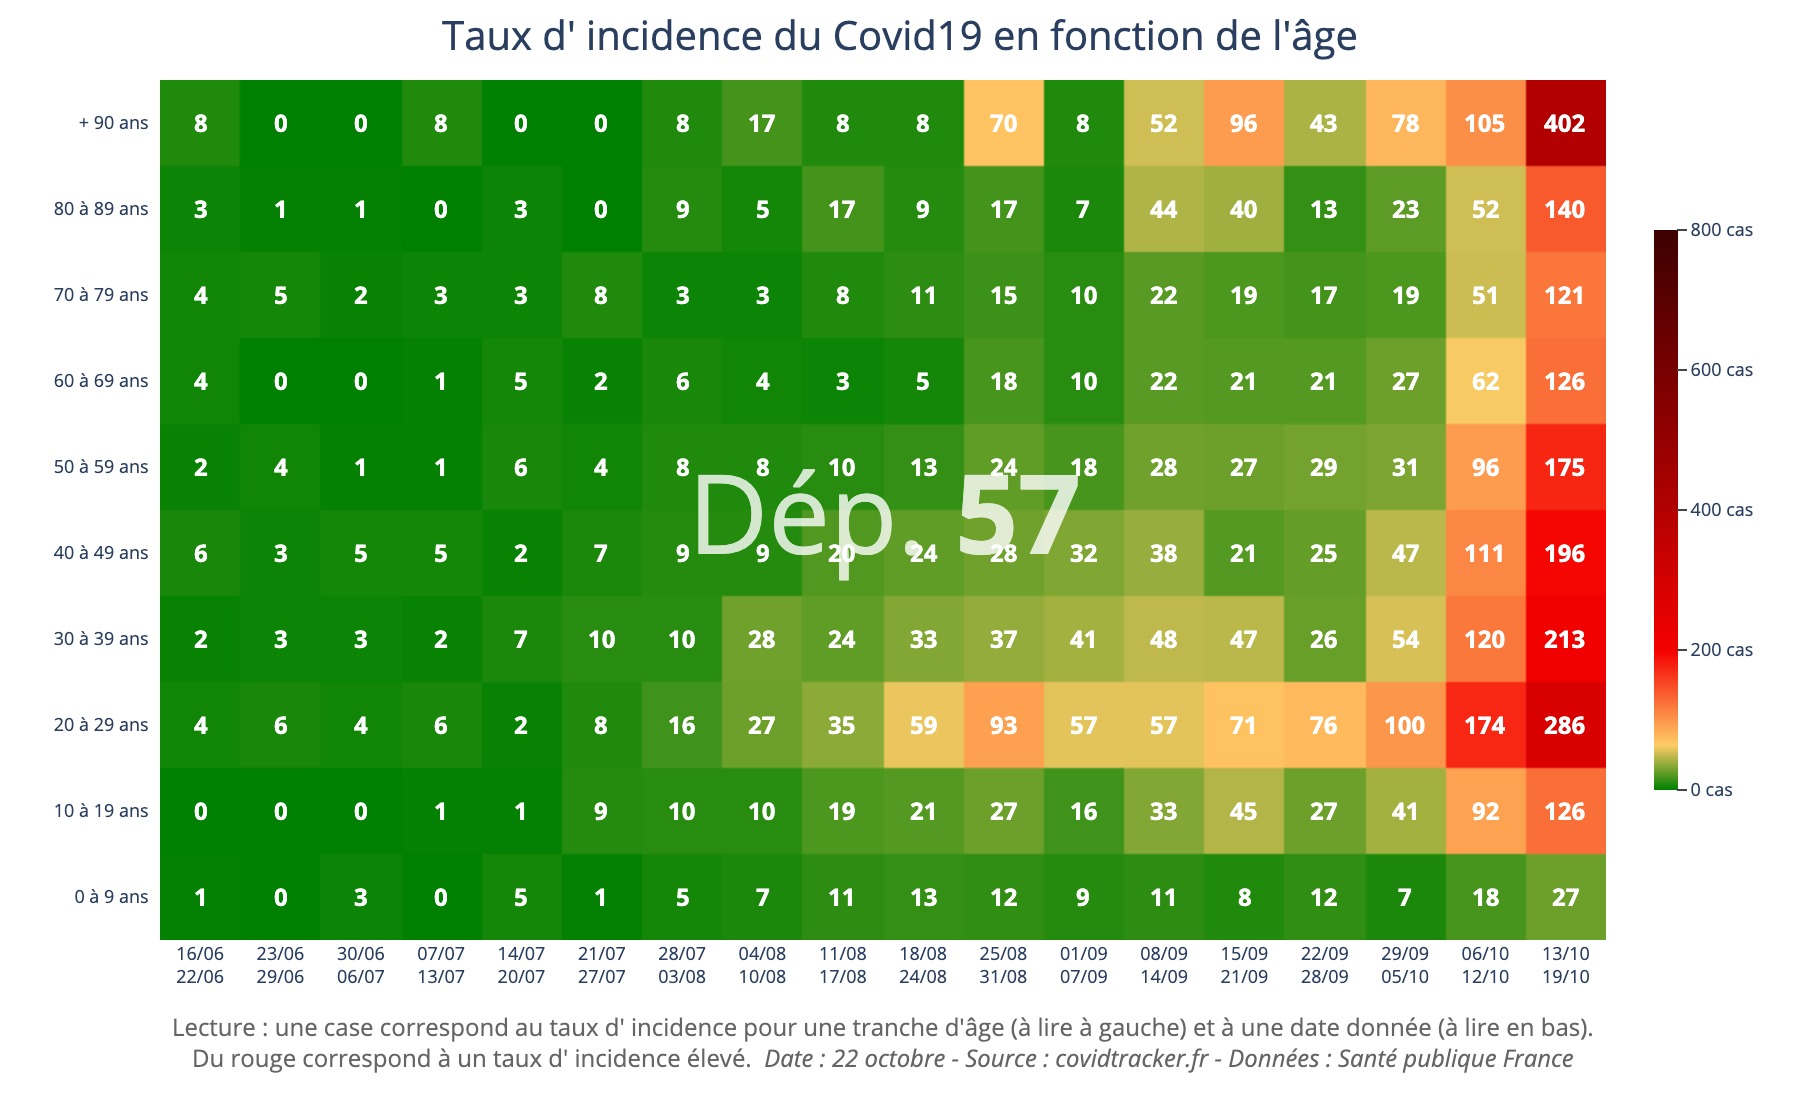 Taux d' incidence du Covid19 en fonction de l'âge
+ 90 ans 8 0 0 8 0 0 8 17 8 8 70 8 52 96 43 78 105 402
80 à 89 ans 3 1 1 0 3 0 9 5 17 9 17 7 44 40 13 23 52 140
70 à 79 ans 4 5 2 3 3 8 3 3 8 11 15 10 22 19 17 19 51 121
60 à 69 ans 4 0 0 1 5 2 6 4 3 5 18 10 22 21 21 27 62 126
50 à 59 ans 2 4 1 1 6 4 8 8 10 13 24 18 28 27 29 31 96 175
Dép. 57
40 à 49 ans 6 3 5 5 2 7 9 9 20 24 28 32 38 21 25 47 111 196
30 à 39 ans 2 3 3 2 7 10 10 28 24 33 37 41 48 47 26 54 120 213
20 à 29 ans 4 6 4 6 2 8 16 27 35 59 93 57 57 71 76 100 174 286
10 à 19 ans 0 0 0 1 1 9 10 10 19 21 27 16 33 45 27 41 92 126
0 à 9 ans 1 0 3 0 5 1 5 7 11 13 12 9 11 8 12 7 18 27
16/06 23/06 30/06 07/07 14/07 21/07 28/07 04/08 11/08 18/08 25/08 01/09 08/09 15/09 22/09 29/09 06/10 13/10
22/06 29/06 06/07 13/07 20/07 27/07 03/08 10/08 17/08 24/08 31/08 07/09 14/09 21/09 28/09 05/10 12/10 19/10
800 cas
600 cas
400 cas
200 cas
0 cas
Lecture : une case correspond au taux d' incidence pour une tranche d'âge (à lire à gauche) et à une date donnée (à lire en bas).
Du rouge correspond à un taux d' incidence élevé. Date : 22 octobre - Source : covidtracker.fr - Données : Santé publique France